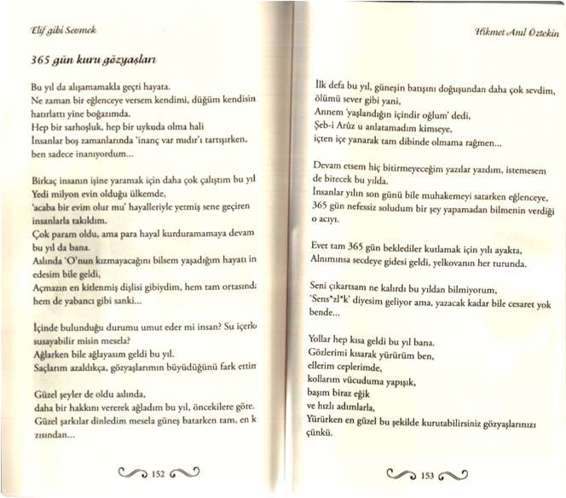 Elif gibi Sevmek
365 gün kuru gözyaşları
Bu yıl da alışamamakla geçti hayata.
Ne zaman bir eğlenceye versem kendimi, düğüm kendisin
hatırlattı yine boğazımda.
Hep bir sarhoşluk, hep bir uykuda olma hali
İnsanlar boş zamanlarında 'inanç var mıdır'ı tartışırken,
ben sadece inanıyordum...
Birkaç insanın işine yaramak için daha çok çalıştım bu yıl
Yedi milyon evin olduğu ülkemde,
'acaba bir evim olur mu' hayalleriyle yetmiş sene geçiren
insanlarla takıldım.
Çok param oldu, ama para hayal kurduramamaya devam
bu yıl da bana.
Aslında 'O'nun kızmayacağını bilsem yaşadığım hayatı in
edesim bile geldi,
Açmazın en kitlenmiş dişlisi gibiydim, hem tam ortasında
hem de yabancı gibi sanki...
İçinde bulunduğu durumu umut eder mi insan? Su içerke
susayabilir misin mesela?
Ağlarken bile ağlayasım geldi bu yıl.
Saçlarım azaldıkça, gözyaşlarımın büyüdüğünü fark ettim
Güzel şeyler de oldu aslında,
daha bir hakkını vererek ağladım bu yıl, öncekilere göre.
Güzel şarkılar dinledim mesela güneş batarken tam, en k
zısından...
152
Hikmet Anıl Öztekin
İlk defa bu yıl, güneşin batışını doğuşundan daha çok sevdim,
ölümü sever gibi yani,
Annem 'yaşlandığın içindir oğlum' dedi,
Şeb-i Arûz u anlatamadım kimseye,
içten içe yanarak tam dibinde olmama rağmen...
Devam etsem hiç bitirmeyeceğim yazılar yazdım, istemesem
de bitecek bu yılda.
İnsanlar yılın son günü bile muhakemeyi satarken eğlenceye,
365 gün nefessiz soludum bir şey yapamadan bilmenin verdiği
o acıyı.
Evet tam 365 gün beklediler kutlamak için yılı ayakta,
Alnımınsa secdeye gidesi geldi, yelkovanın her turunda.
Seni çıkartsam ne kalırdı bu yıldan bilmiyorum,
'Sens*zl*k' diyesim geliyor ama, yazacak kadar bile cesaret yok
bende...
Yollar hep kısa geldi bu yıl bana.
Gözlerimi kısarak yürürüm ben,
ellerim ceplerimde,
kollarım vücuduma yapışık,
başım biraz eğik
ve hızlı adımlarla,
Yürürken en güzel bu şekilde kurutabilirsiniz gözyaşlarınızı
çünkü.
153